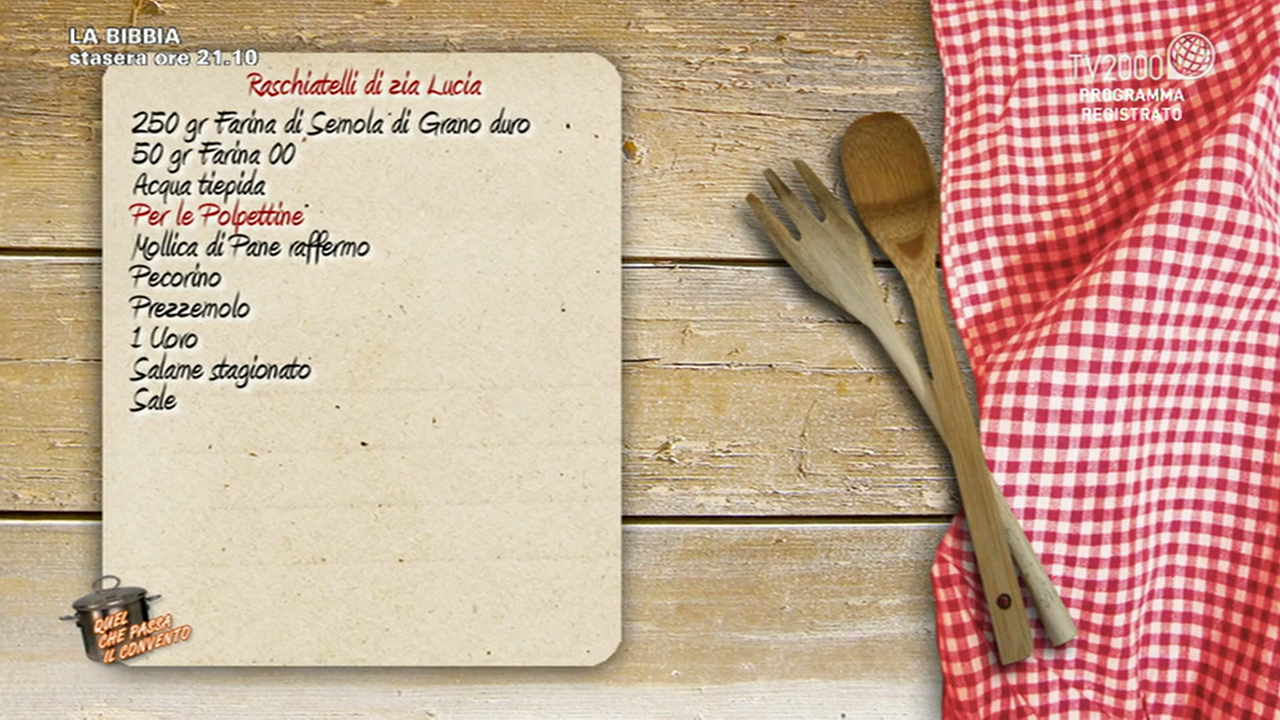 LA BIBBIA
stasera ore 21.10
TV2000
PROGRAMMA
REGISTRATO
Raschiatelli di zia Lucia
250 gr Farina di Semola di Grano duro
50 gr Farina 00
Acqua tiepida
Per le Polpettine
Mollica di Pane raffermo
Pecorino
Prezzemolo
1 Uovo
Salame stagionato
Sale
QUEL
CHE PASSA
IL CONVENTO